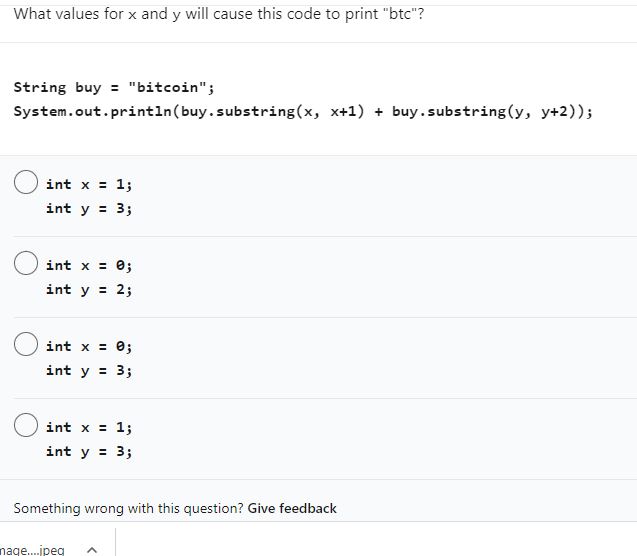 What values for x and y will cause this code to print "btc"?
String buy = "bitcoin";
System.out.println(buy.substring(x, x+1) + buy.substring(y, y+2));
int x = 1;
int y = 3;
int x = 0;
int y = 2;
int x = 0;
int y = 3;
int x = 1;
int y = 3;
Something wrong with this question? Give feedback
mage....jpeg